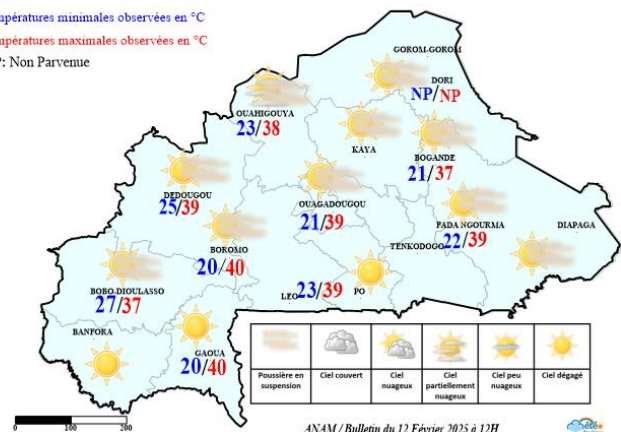 mpératures minimales observées en °C
mpératures maximales observées en °C
: Non Parvenue
GOROM-GOROM
DORI
NP/NP
OUAHIGOUYA
23/38
KAYA
BOGANDE
21/37
DEDOUGOU
25/39
OUAGADOUGOU
21/39
FADA NGOURMA
22/39
DIAPAGA
BOROMO
20/40
TENKODOGO
BOBO-DIOULASSO
27/37
LEO
23/39
PO
BANFORA
GAOUA
20/40
Poussière en suspension
Ciel couvert
Ciel nuageux
Ciel partiellement nuageux
Ciel peu nuageux
Ciel dégagé
0 100 200
ANAM / Bulletin du 12 Février 2025 à 12H